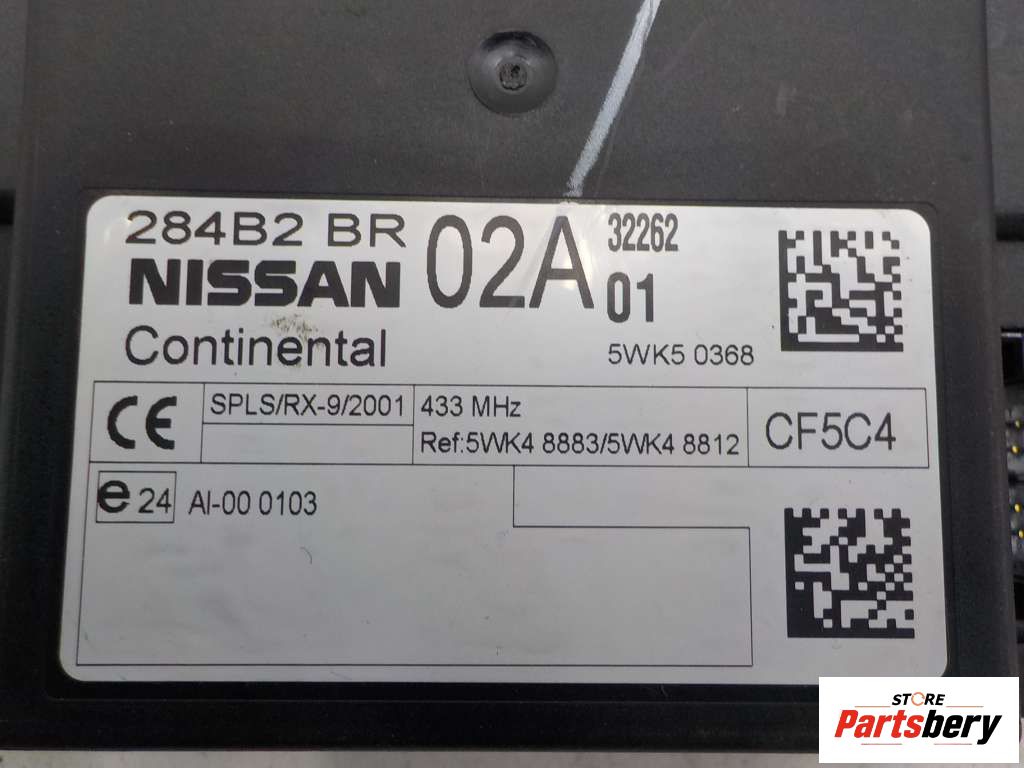 284B2 BR 02A 32262
NISSAN 01
Continental 5WK5 0368
CE SPLS/RX-9/2001 433 MHz
Ref:5WK4 8883/5WK4 8812 CF5C4
e 24 AI-00 0103
STORE
Partsbery